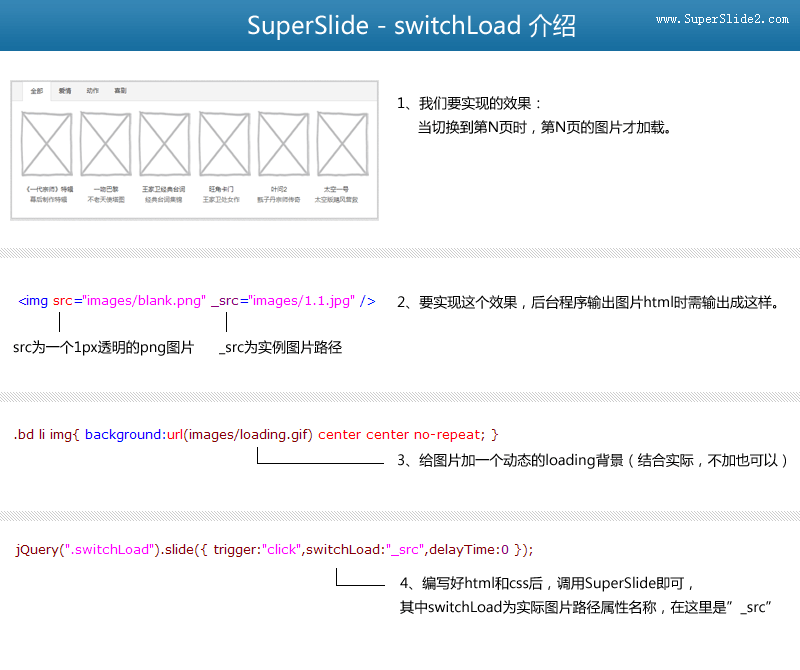 SuperSlide - switchLoad 介绍
www.SuperSlide2.com
全部 爱情 动作 喜剧
《一代宗师》特辑 一吻巴黎 王家卫经典台词 旺角卡门 叶问2 太空一号
幕后制作特辑 不老天使塔图 经典台词集锦 王家卫处女作 甄子丹宗师传奇
1、我们要实现的效果：
当切换到第N页时，第N页的图片才加载。
<img src="images/blank.png" _src="images/1.1.jpg" />
2、要实现这个效果，后台程序输出图片html时需输出成这样。
src为一个1px透明的png图片 _src为实例图片路径
.bd li img{ background:url(images/loading.gif) center center no-repeat; }
3、给图片加一个动态的loading背景（结合实际，不加也可以）
jQuery(".switchLoad").slide({ trigger:"click",switchLoad:"_src",delayTime:0 });
4、编写好html和css后，调用SuperSlide即可，
其中switchLoad为实际图片路径属性名称，在这里是”_src”